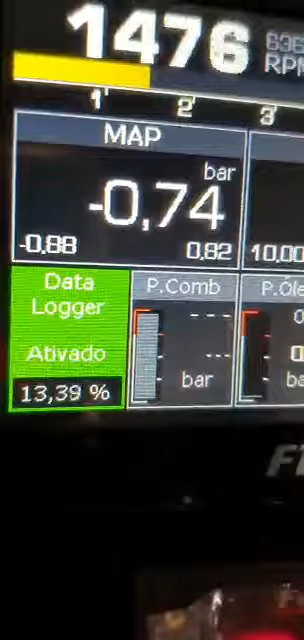 1476
RPM
1 2 3
MAP
bar
-0,74
-0,88 0,82
10,00
Data
Logger
Ativado
13,39 %
P.Comb
bar
P.Óle
FT